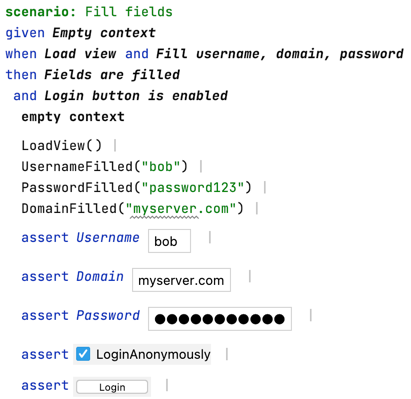 scenario: Fill fields
given Empty context
when Load view and Fill username, domain, password
then Fields are filled
and Login button is enabled
empty context
LoadView()
UsernameFilled("bob")
PasswordFilled("password123")
DomainFilled("myserver.com")
assert Username bob
assert Domain myserver.com
assert Password ●●●●●●●●●●●
assert LoginAnonymously
assert Login